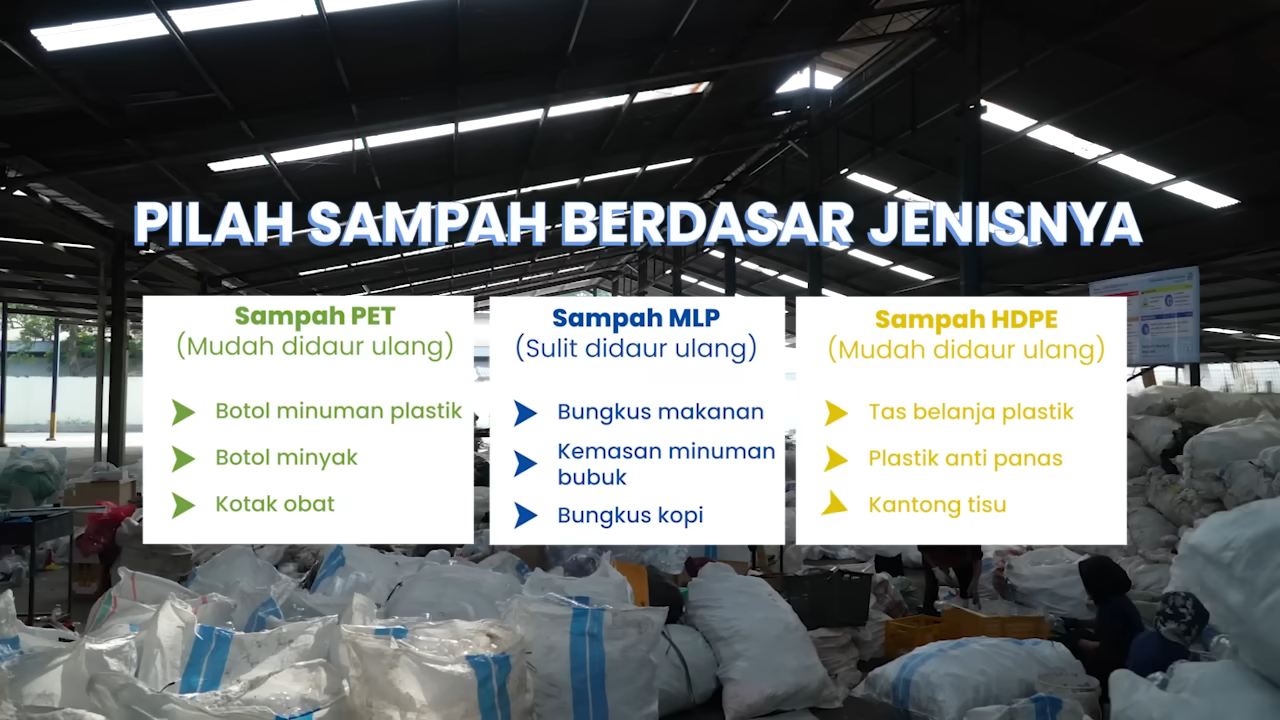 PILAH SAMPAH BERDASAR JENISNYA
Sampah PET
(Mudah didaur ulang)
Botol minuman plastik
Botol minyak
Kotak obat
Sampah MLP
(Sulit didaur ulang)
Bungkus makanan
Kemasan minuman
bubuk
Bungkus kopi
Sampah HDPE
(Mudah didaur ulang)
Tas belanja plastik
Plastik anti panas
Kantong tisu